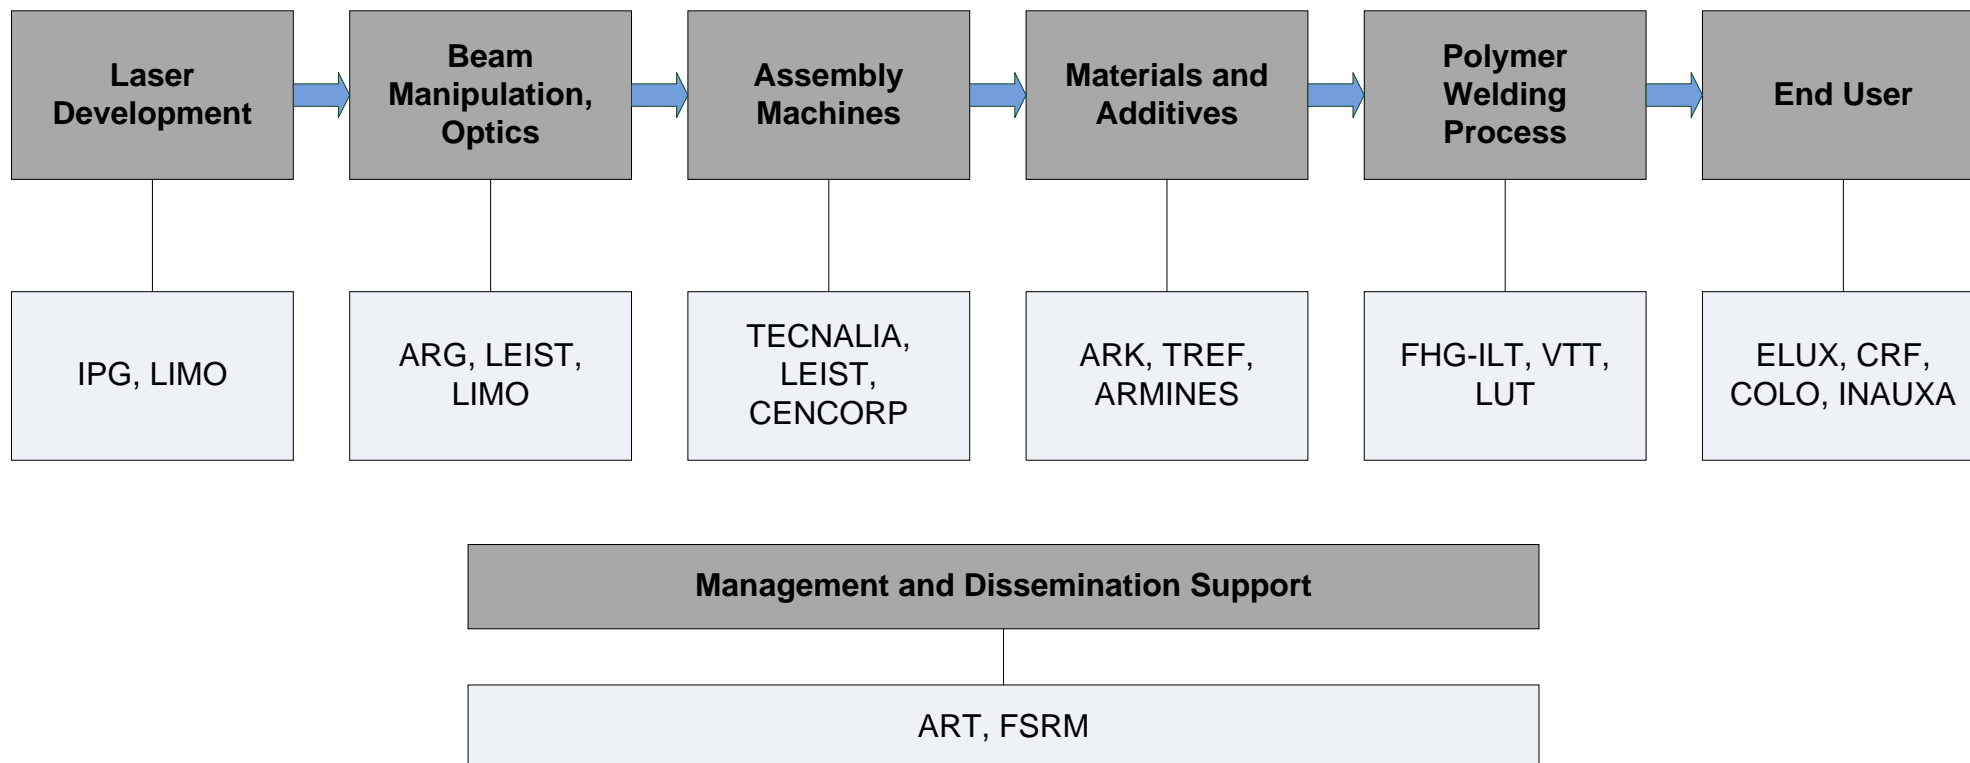 Laser
Development
Beam
Manipulation,
Optics
Assembly
Machines
Materials and
Additives
Polymer
Welding
Process
End User
IPG, LIMO
ARG, LEIST,
LIMO
TECNALIA,
LEIST,
CENCORP
ARK, TREF,
ARMINES
FHG-ILT, VTT,
LUT
ELUX, CRF,
COLO, INAUXA
Management and Dissemination Support
ART, FSRM